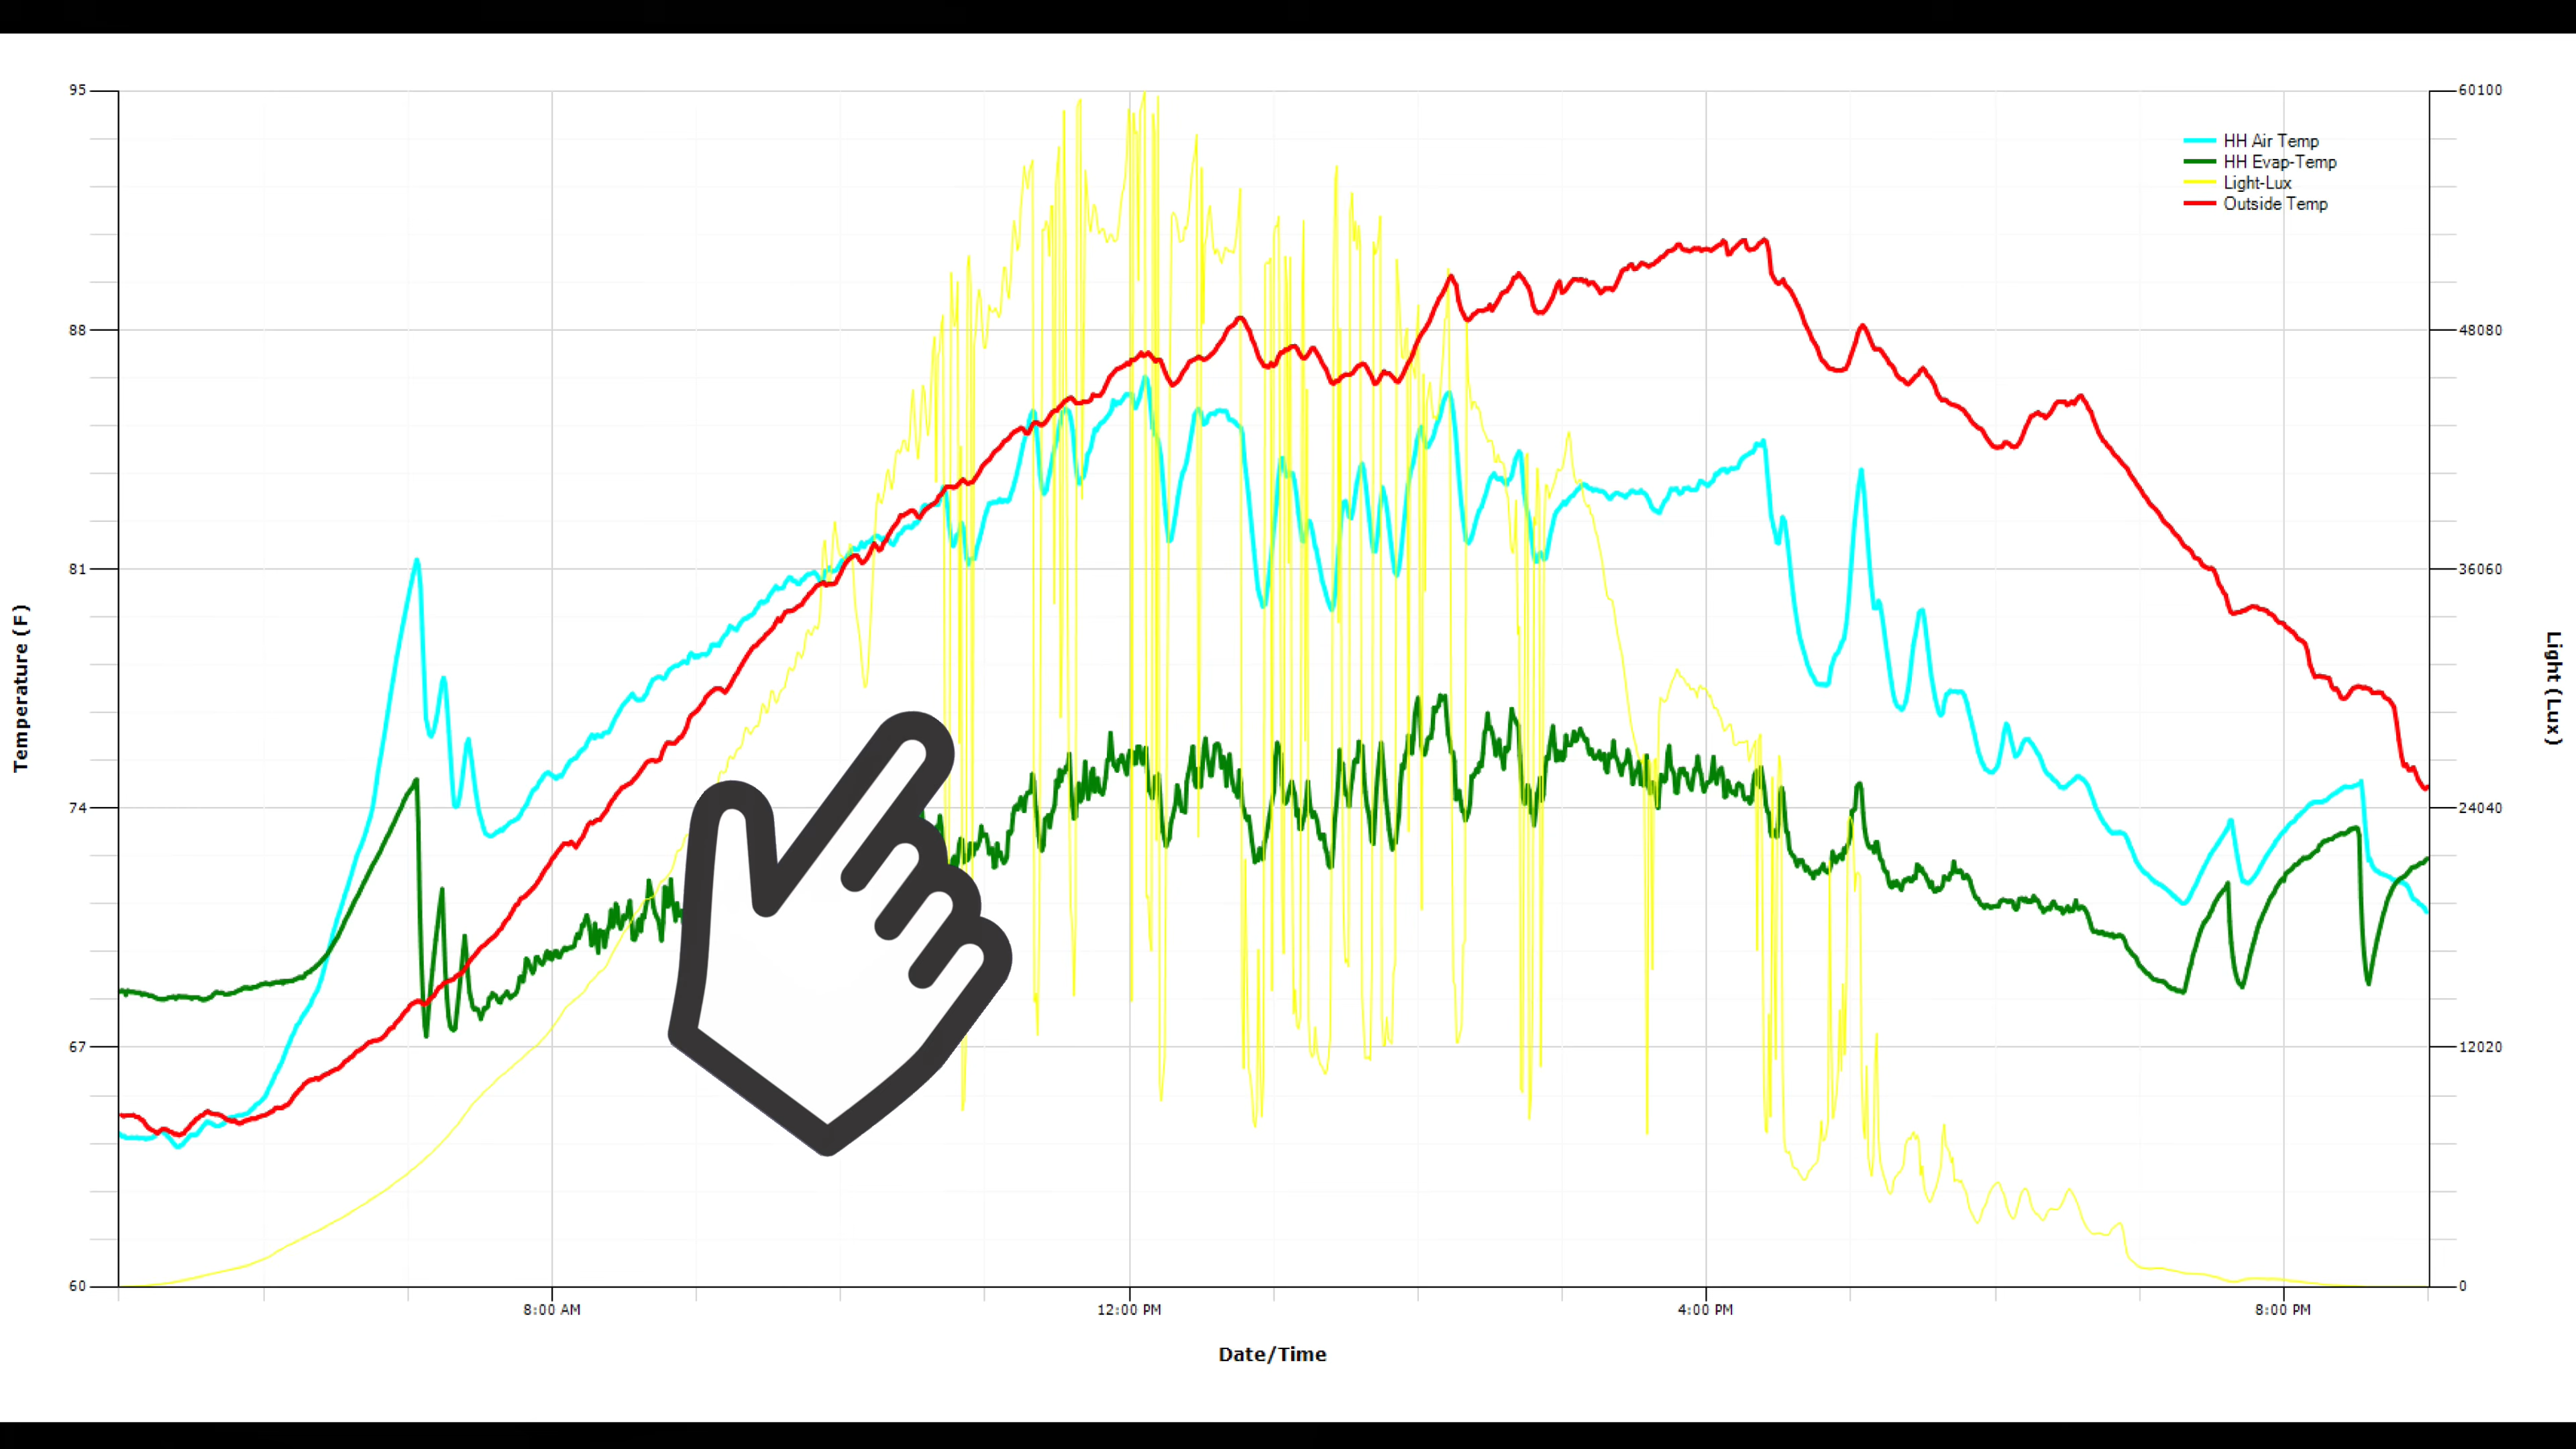 95
60100
HH Air Temp
HH Evap-Temp
Light-Lux
Outside Temp
88
48080
81
36060
Temperature (F)
Light (Lux)
74
24040
67
12020
60
0
8:00 AM
12:00 PM
4:00 PM
8:00 PM
Date/Time